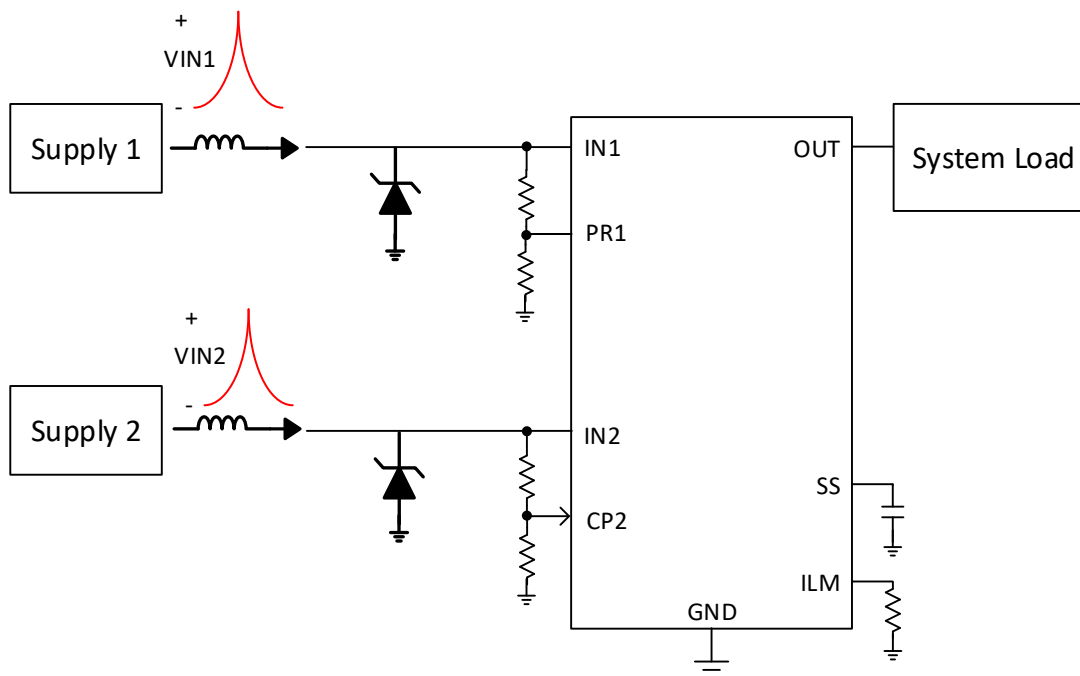 +
VIN1
-
Supply 1
IN1
OUT
System Load
PR1
+
VIN2
-
Supply 2
IN2
CP2
SS
ILM
GND